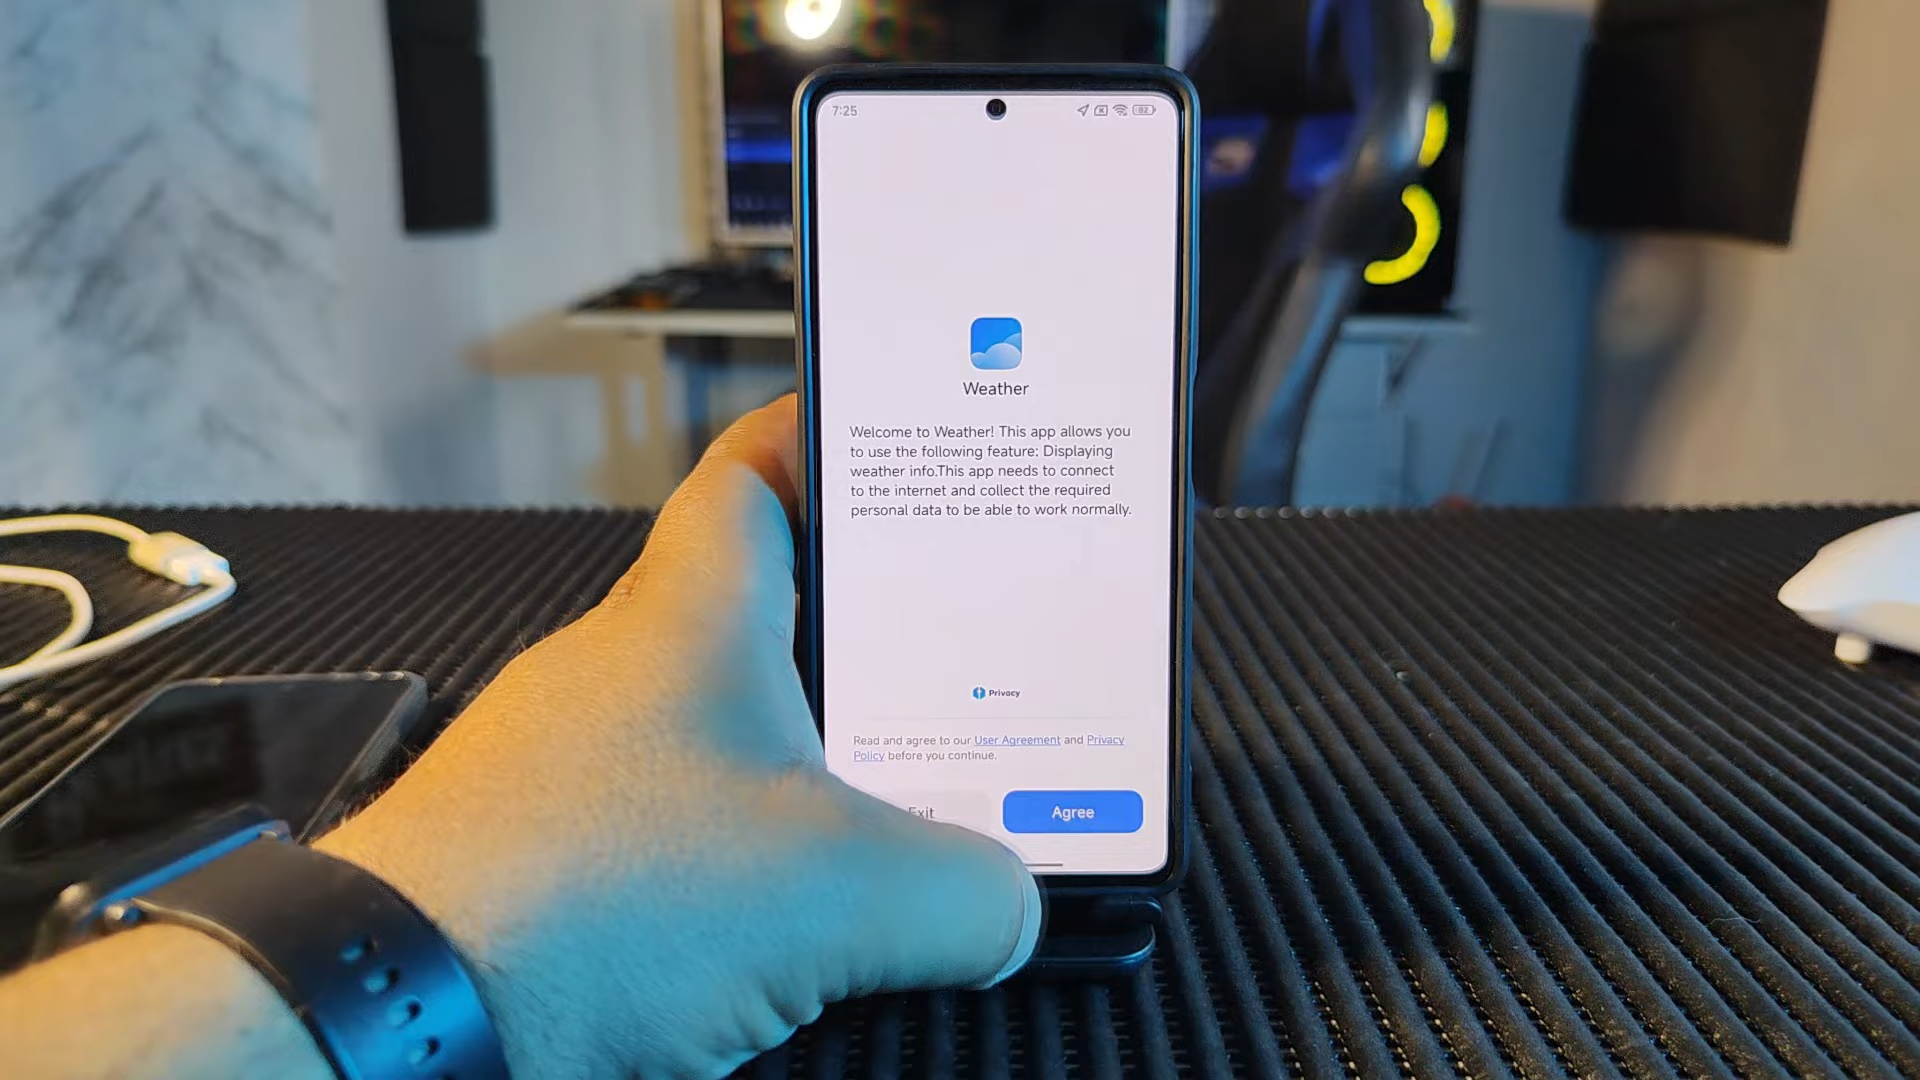 7:25
82
Weather
Welcome to Weather! This app allows you
to use the following feature: Displaying
weather info.This app needs to connect
to the internet and collect the required
personal data to be able to work normally.
Privacy
Read and agree to our User Agreement and Privacy
Policy before you continue.
Exit
Agree